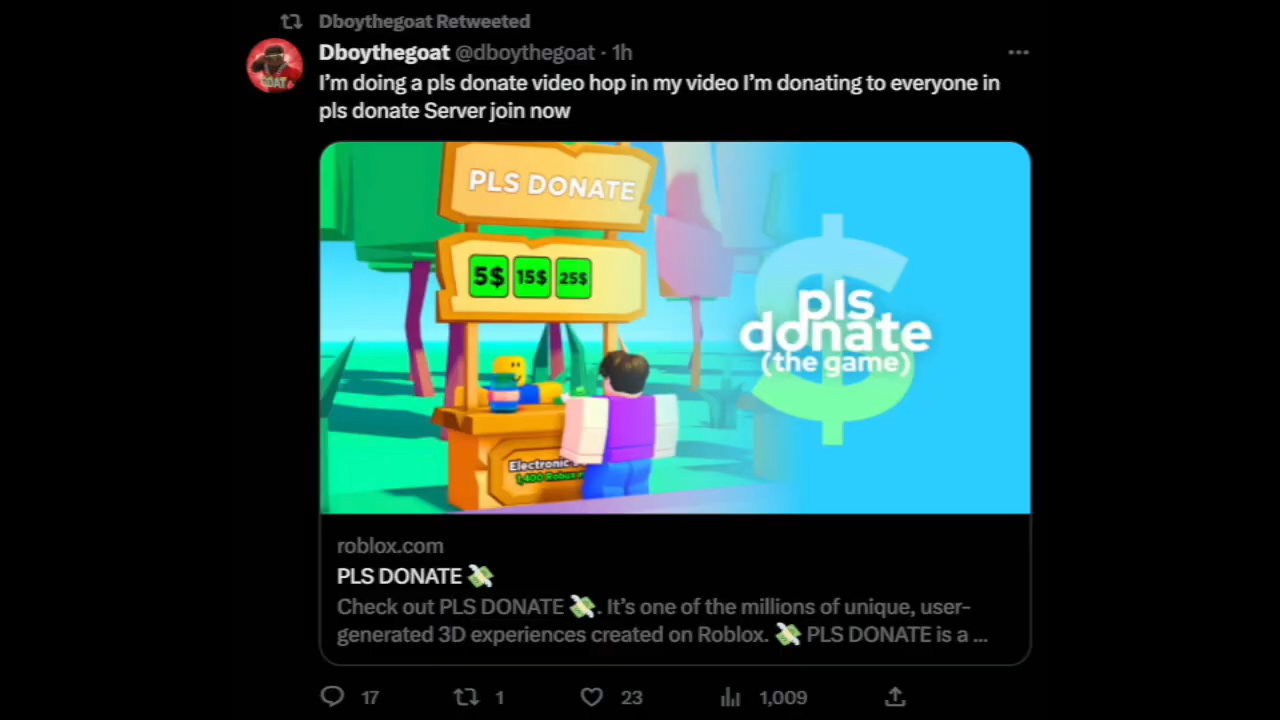 Dboythegoat Retweeted
Dboythegoat @dboythegoat · 1h
I'm doing a pls donate video hop in my video I'm donating to everyone in
pls donate Server join now
GOAT
PLS DONATE
5$ 15$ 25$
pls
donate
(the game)
Electronic
1,400 Robux
roblox.com
PLS DONATE 💸
Check out PLS DONATE 💸. It's one of the millions of unique, user-
generated 3D experiences created on Roblox. 💸 PLS DONATE is a ...
17 1 23 1,009